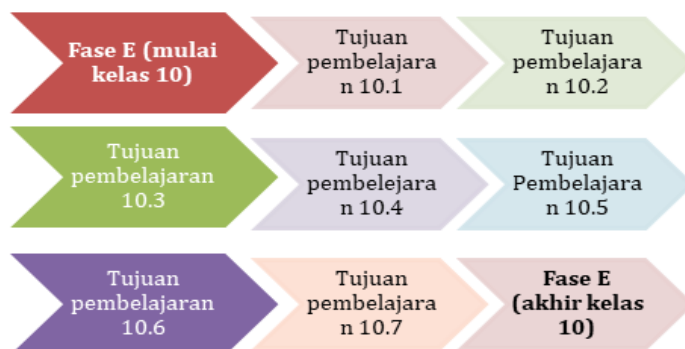 Fase E (mulai
kelas 10)
Tujuan
pembelajara
n 10.1
Tujuan
pembelajara
n 10.2
Tujuan
pembelajaran
10.3
Tujuan
pembelejara
n 10.4
Tujuan
Pembelajara
n 10.5
Tujuan
pembelajaran
10.6
Tujuan
pembelajara
n 10.7
Fase E
(akhir kelas
10)